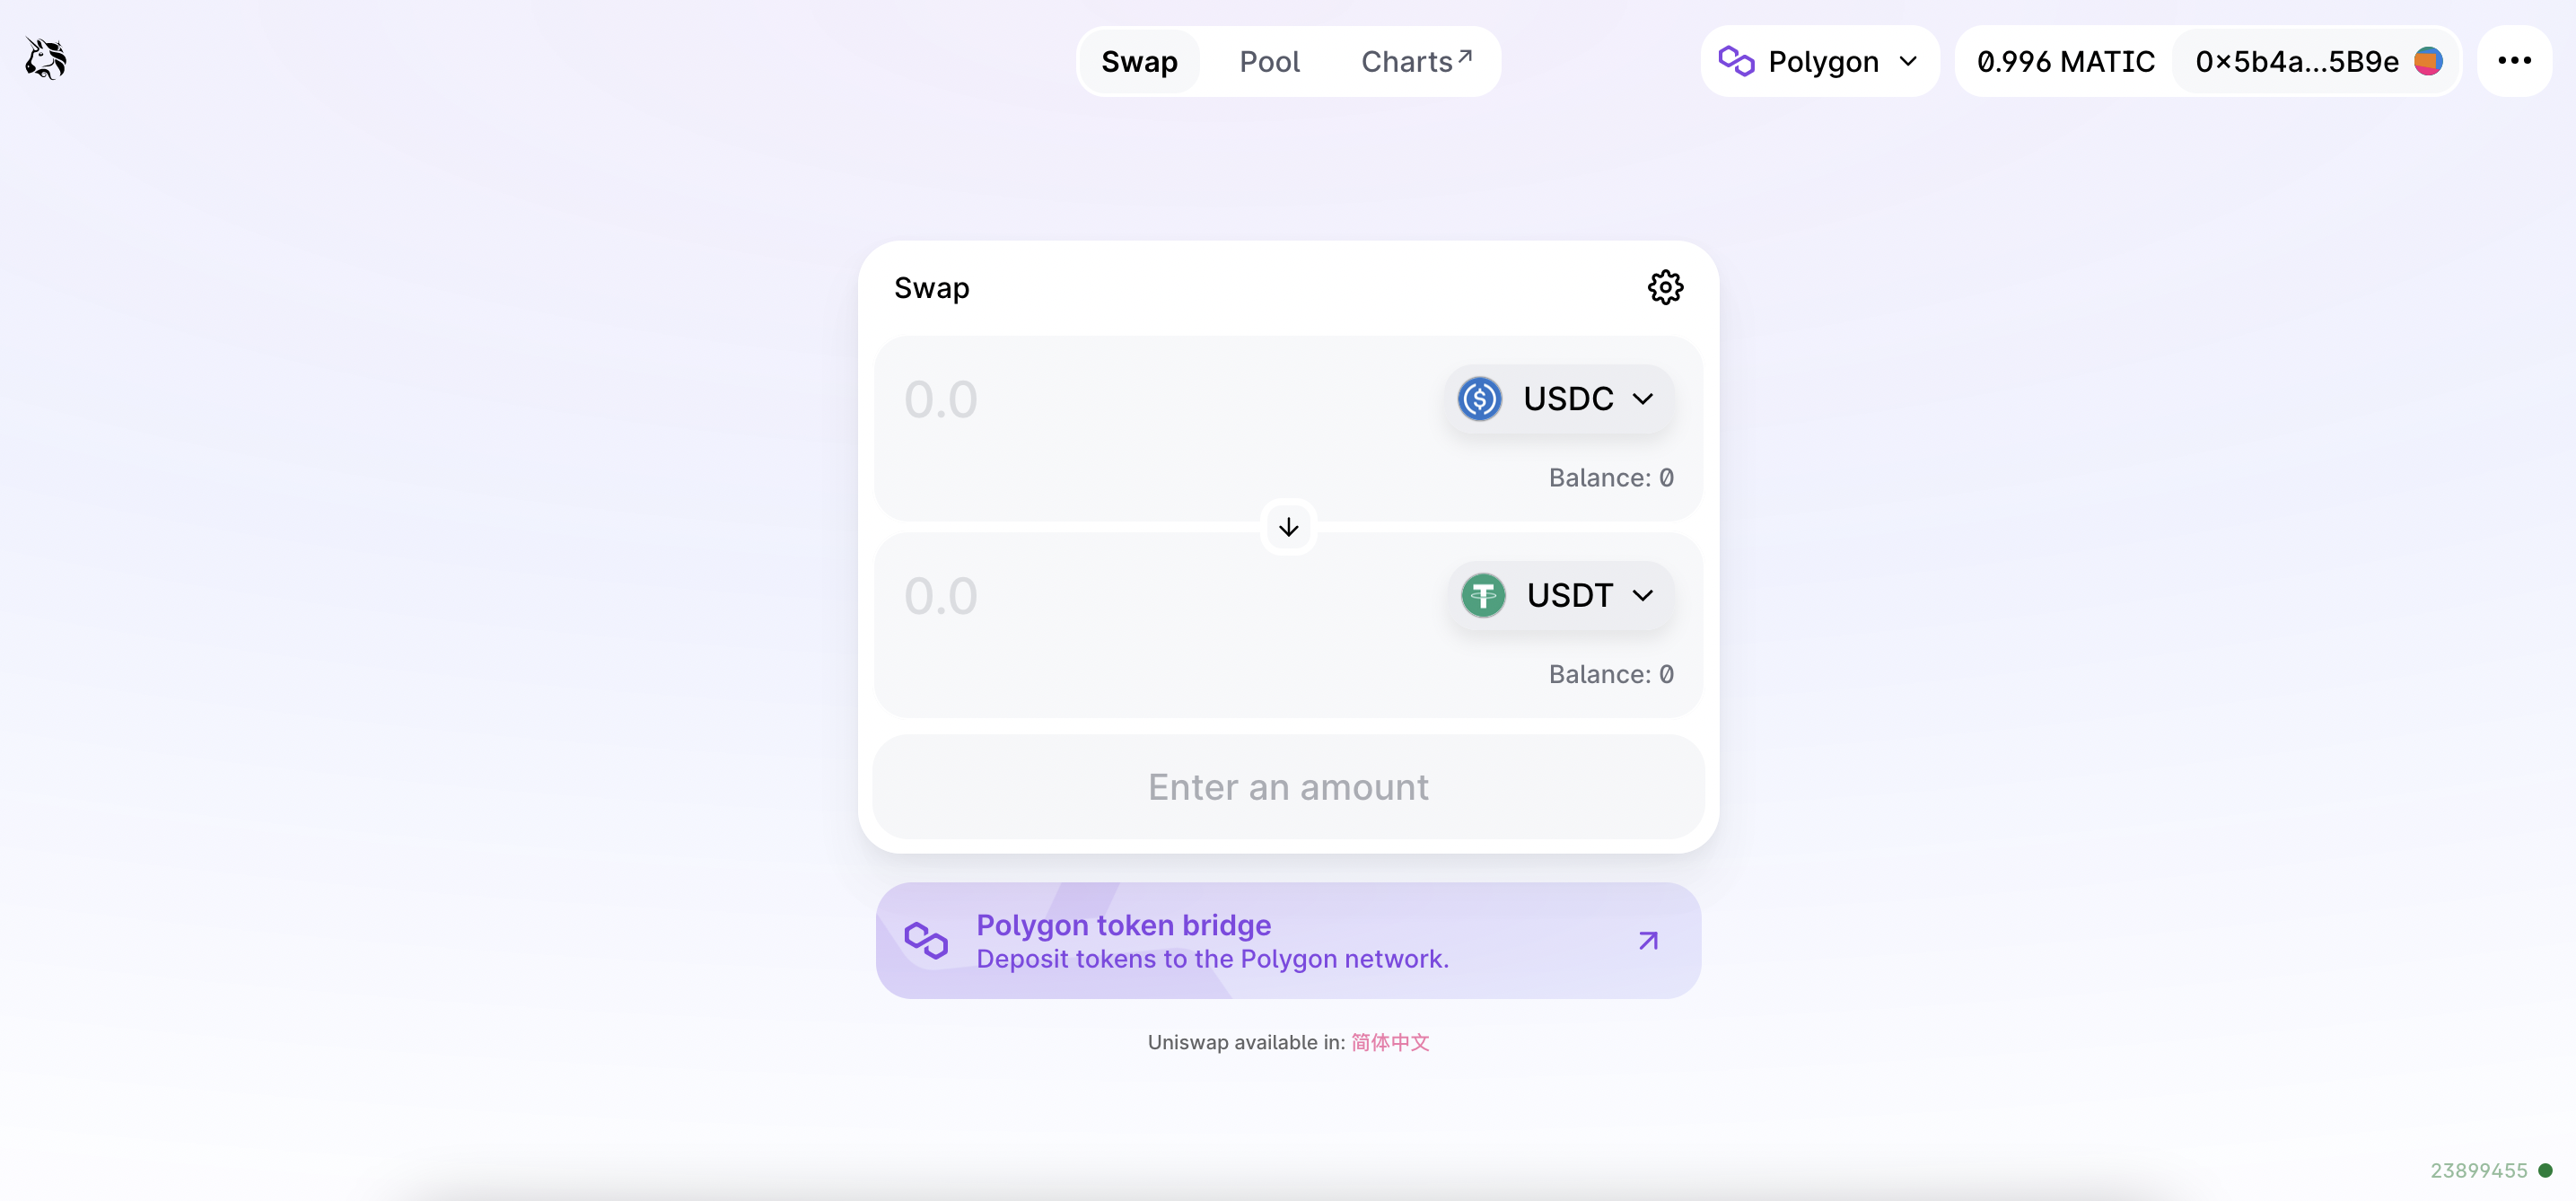 Swap
Pool
Charts↗
Polygon
0.996 MATIC
0x5b4a...5B9e
Swap
0.0
USDC
Balance: 0
0.0
USDT
Balance: 0
Enter an amount
Polygon token bridge
Deposit tokens to the Polygon network.
Uniswap available in: 简体中文
23899455